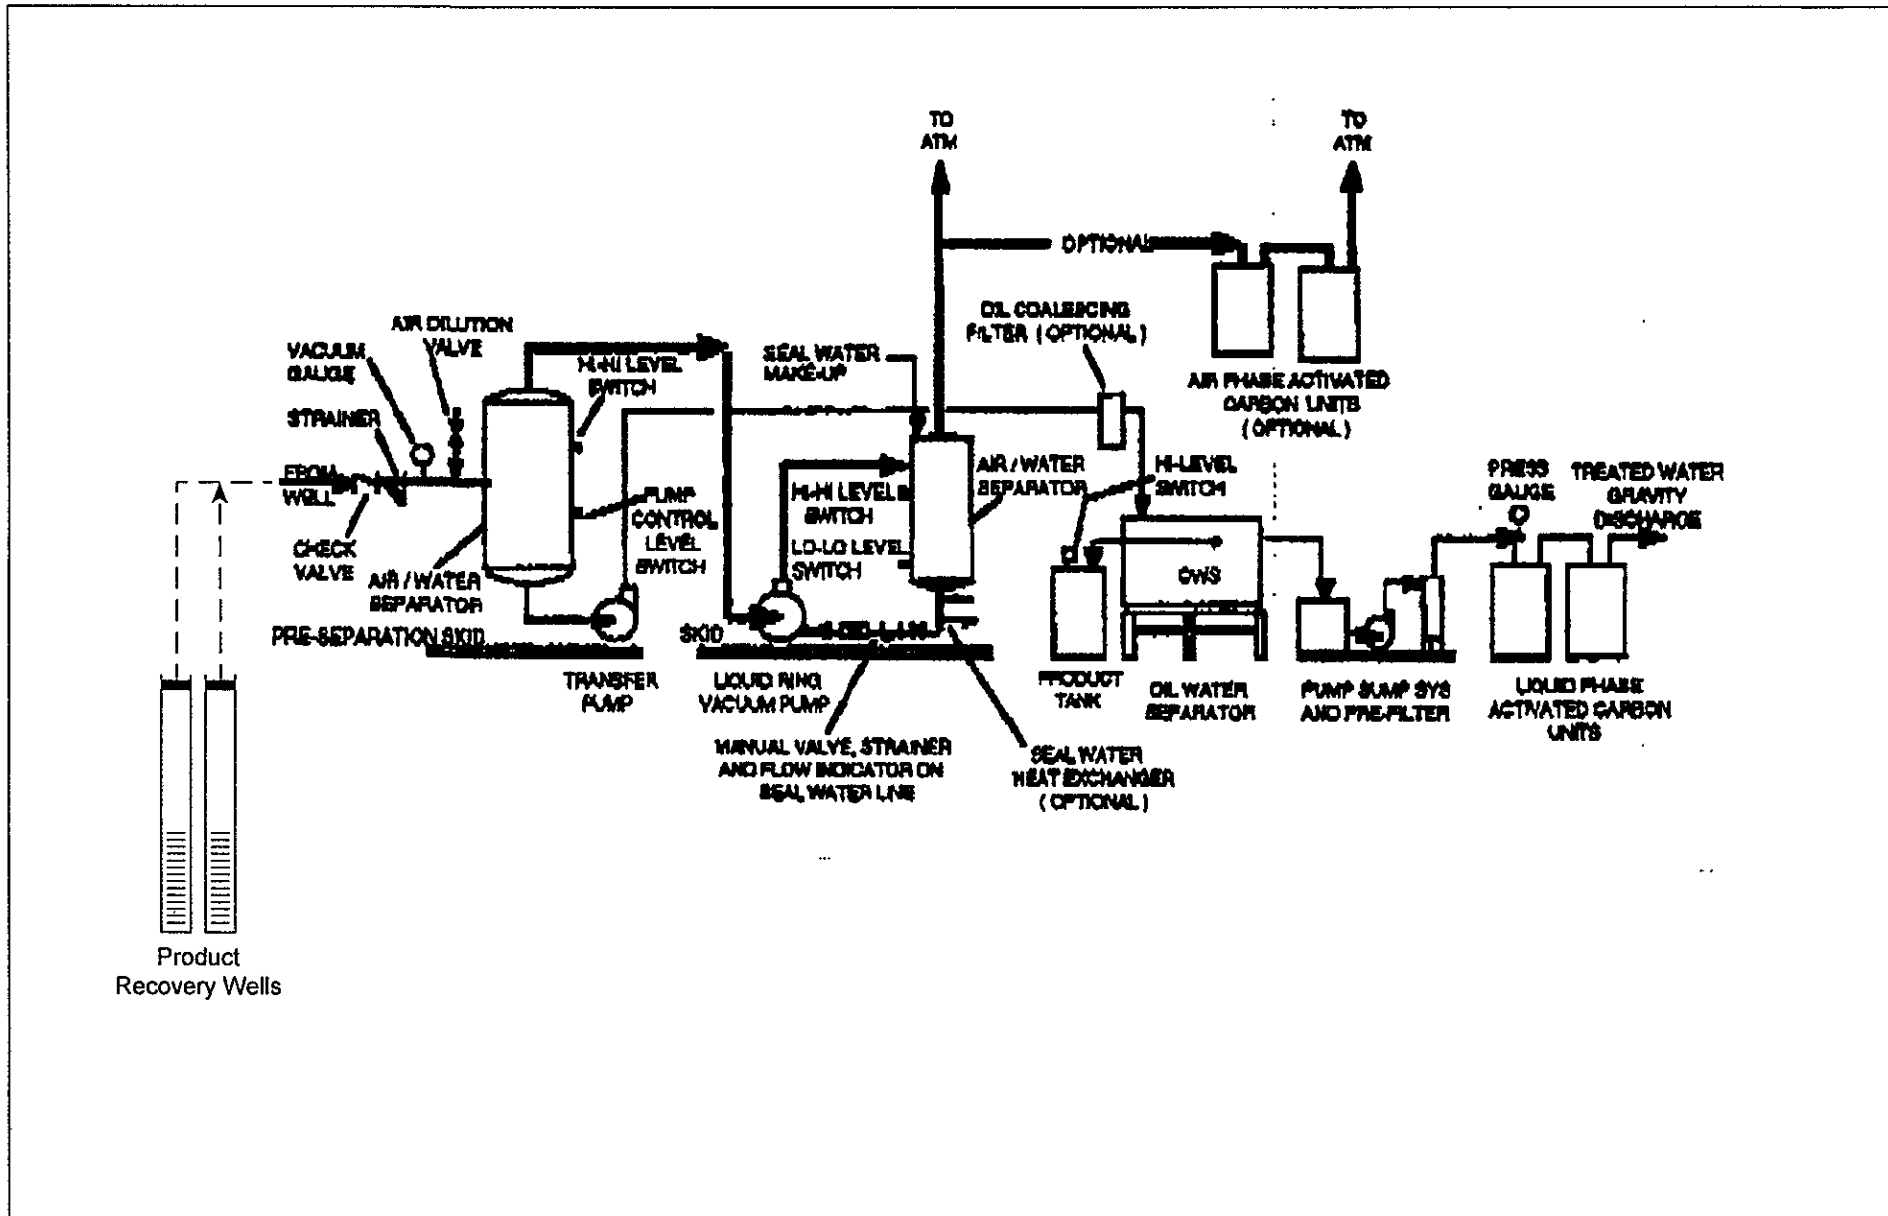 TO
ATM
TO
ATM
OPTIONAL
OIL COALESCING
FILTER (OPTIONAL)
AIR DILUTION
VALVE
VACUUM
GAUGE
HI-HI LEVEL
SWITCH
SEAL WATER
MAKE-UP
AIR PHASE ACTIVATED
CARBON UNITS
(OPTIONAL)
STRAINER
FROM
WELL
AIR / WATER
SEPARATOR
HI-LEVEL
SWITCH
PRESS
GAUGE
TREATED WATER
GRAVITY
DISCHARGE
HI-HI LEVEL
SWITCH
PUMP
CONTROL
LEVEL
SWITCH
LO-LO LEVEL
SWITCH
CHECK
VALVE
AIR / WATER
SEPARATOR
OWS
PRE-SEPARATION SKID
SKID
TRANSFER
PUMP
LIQUID RING
VACUUM PUMP
PRODUCT
TANK
OIL WATER
SEPARATOR
PUMP SUMP SYS
AND PRE-FILTER
LIQUID PHASE
ACTIVATED CARBON
UNITS
MANUAL VALVE, STRAINER
AND FLOW INDICATOR ON
SEAL WATER LINE
SEAL WATER
HEAT EXCHANGER
(OPTIONAL)
Product
Recovery Wells